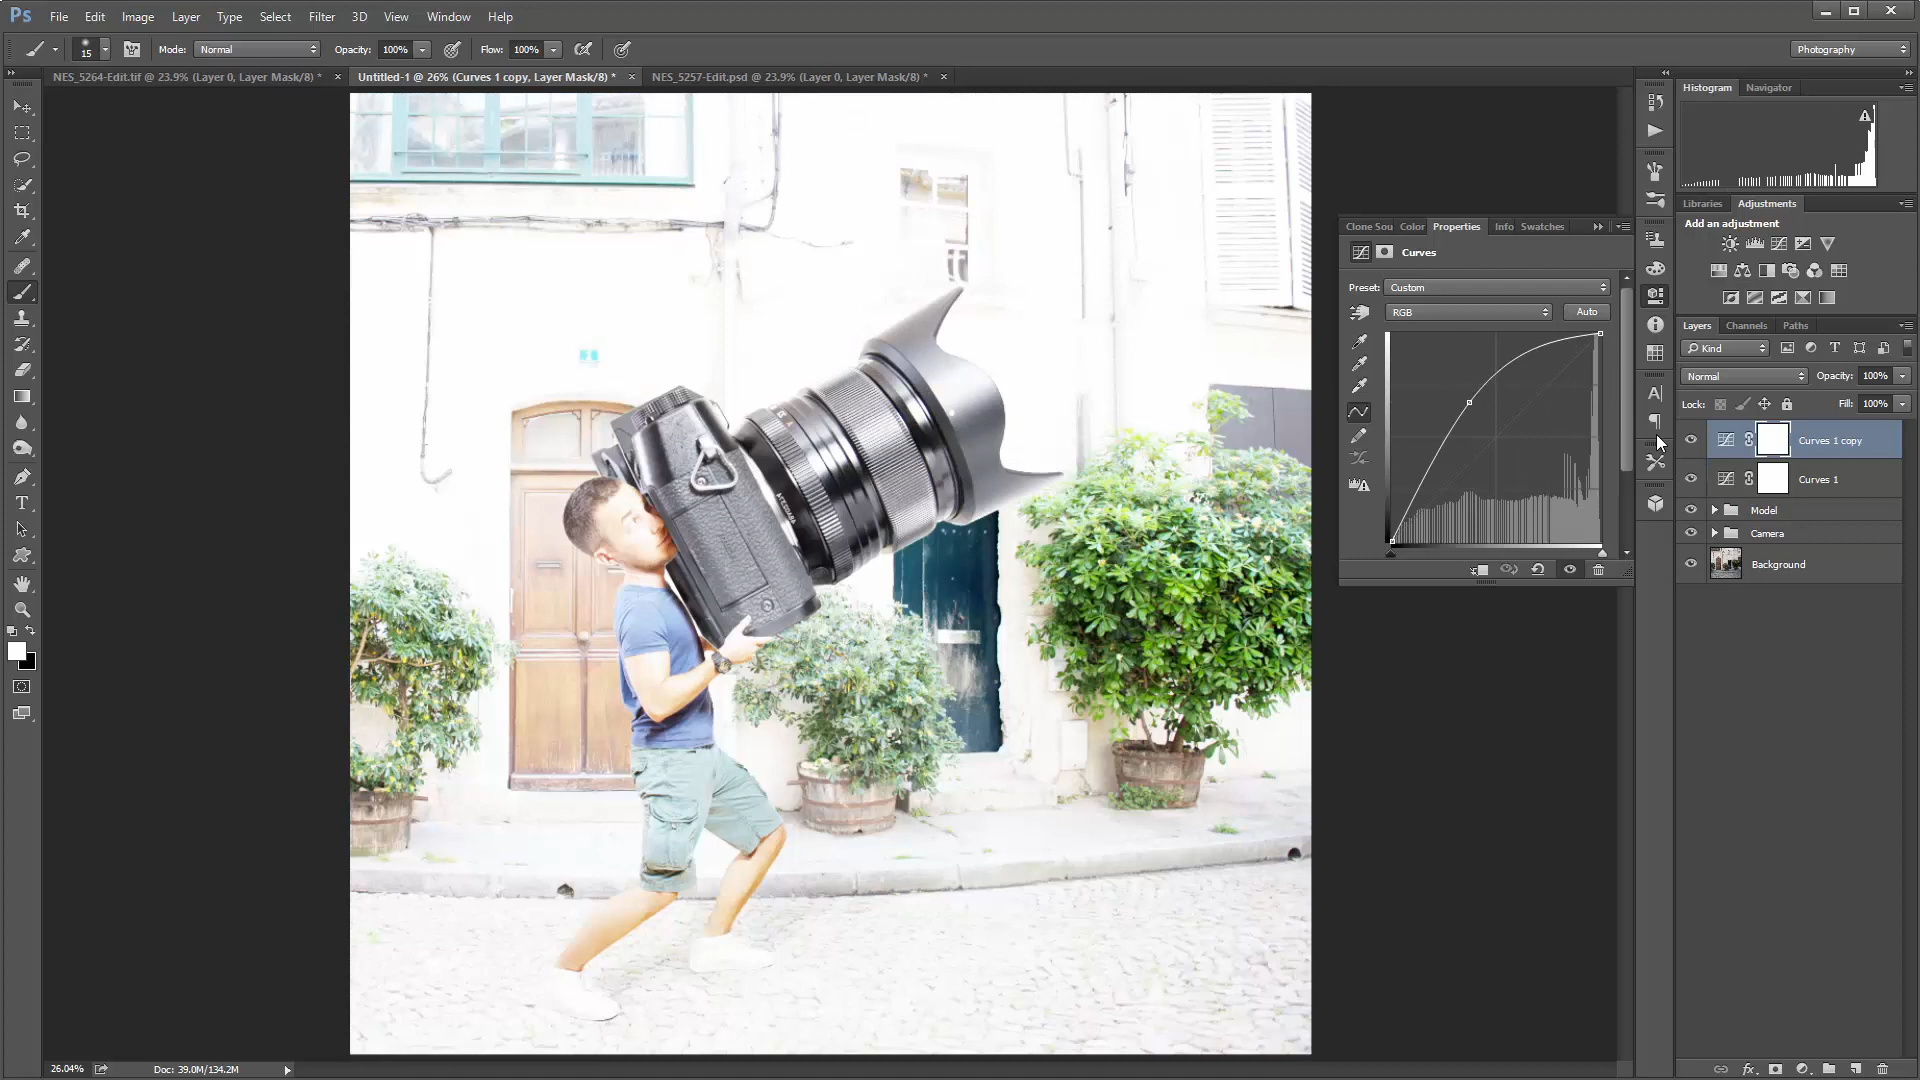 Ps File Edit Image Layer Type Select Filter 3D View Window Help
15 Mode: Normal Opacity: 100% Flow: 100% Photography
NES_5264-Edit.tif @ 23.9% (Layer 0, Layer Mask/8) * Untitled-1 @ 26% (Curves 1 copy, Layer Mask/8) * NES_5257-Edit.psd @ 23.9% (Layer 0, Layer Mask/8) *
Histogram Navigator
Libraries Adjustments
Add an adjustment
Clone Sou Color Properties Info Swatches
Curves
Preset: Custom
RGB Auto
Layers Channels Paths
Kind
Normal Opacity: 100%
Lock: Fill: 100%
Curves 1 copy
Curves 1
Model
Camera
Background
26.04% Doc: 39.0M/134.2M
fx